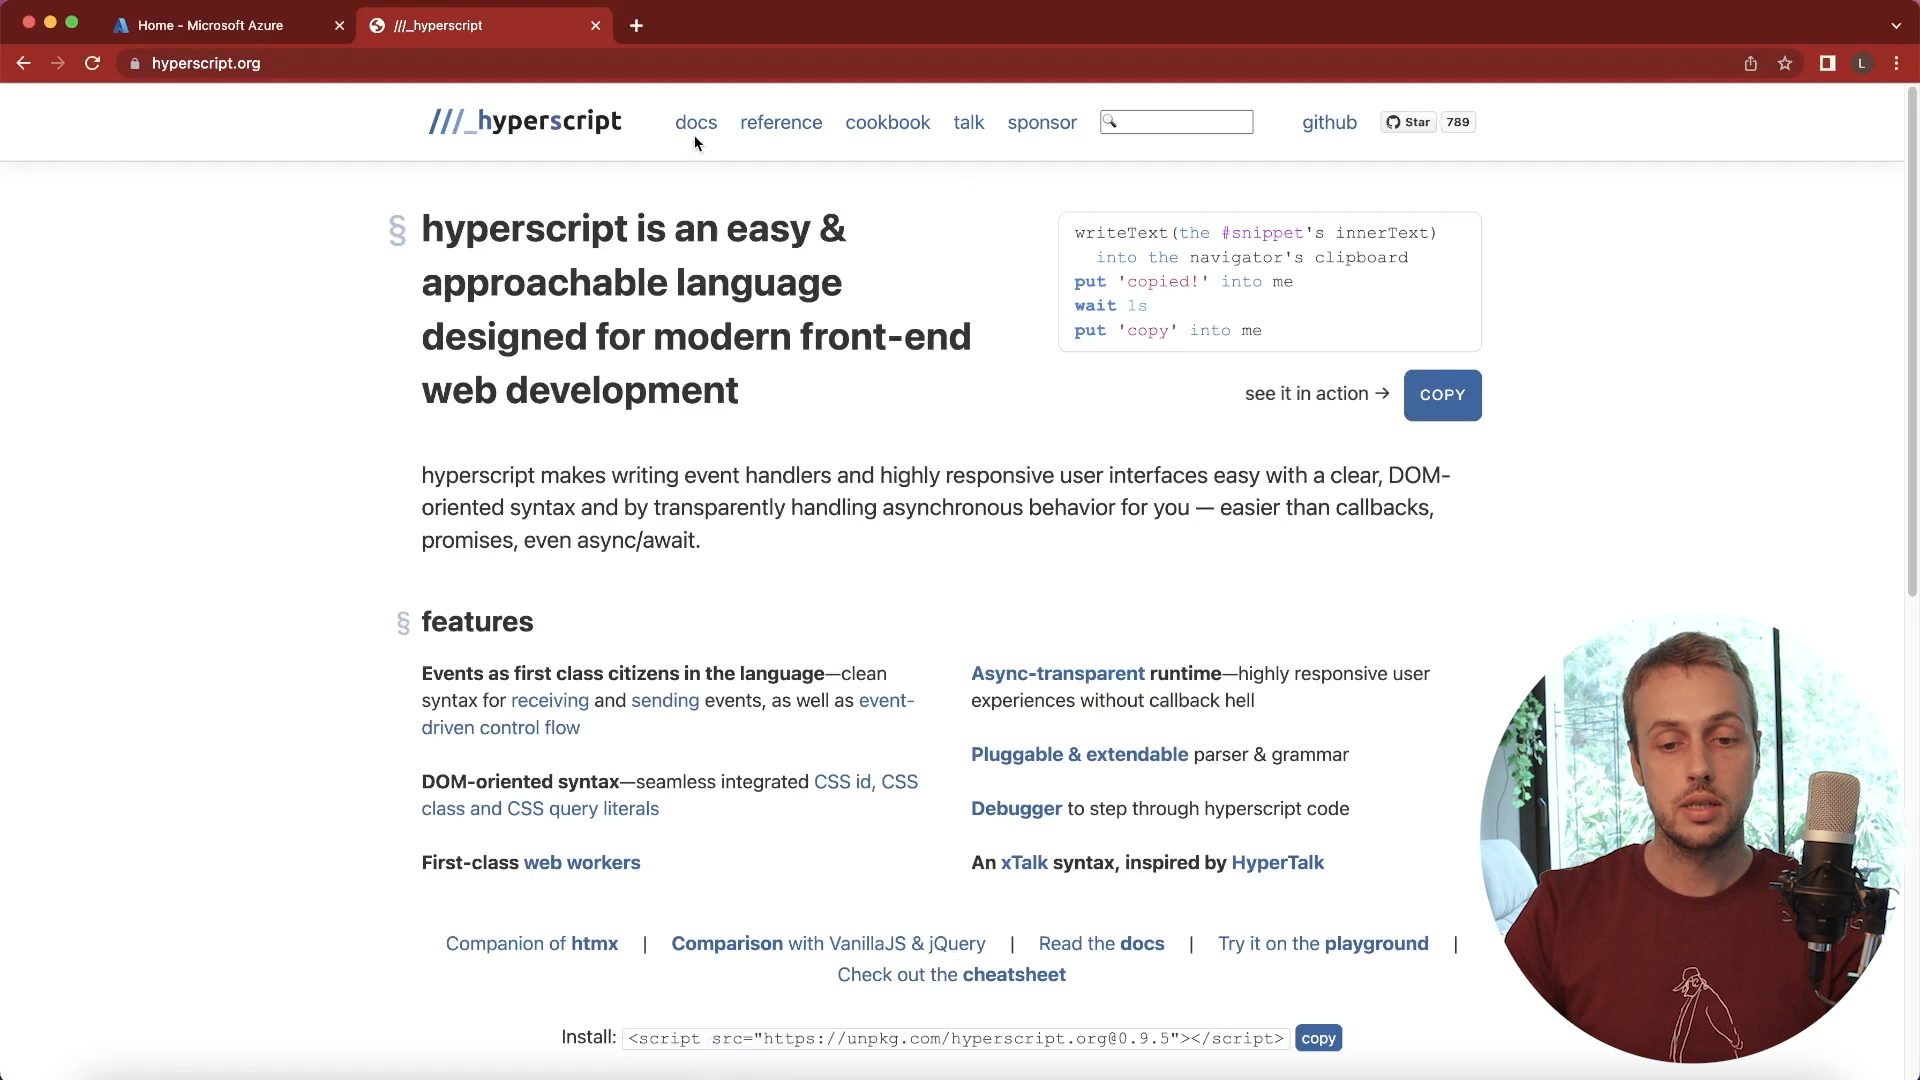 Home - Microsoft Azure
///_hyperscript
hyperscript.org
L
///_hyperscript
docs
reference
cookbook
talk
sponsor
github
Star
789
§ hyperscript is an easy &
approachable language
designed for modern front-end
web development
writeText(the #snippet's innerText)
into the navigator's clipboard
put 'copied!' into me
wait 1s
put 'copy' into me
see it in action →
COPY
hyperscript makes writing event handlers and highly responsive user interfaces easy with a clear, DOM-
oriented syntax and by transparently handling asynchronous behavior for you — easier than callbacks,
promises, even async/await.
§ features
Events as first class citizens in the language—clean
syntax for receiving and sending events, as well as event-
driven control flow
DOM-oriented syntax—seamless integrated CSS id, CSS
class and CSS query literals
First-class web workers
Async-transparent runtime—highly responsive user
experiences without callback hell
Pluggable & extendable parser & grammar
Debugger to step through hyperscript code
An xTalk syntax, inspired by HyperTalk
Companion of htmx | Comparison with VanillaJS & jQuery | Read the docs | Try it on the playground |
Check out the cheatsheet
Install: <script src="https://unpkg.com/hyperscript.org@0.9.5"></script> copy